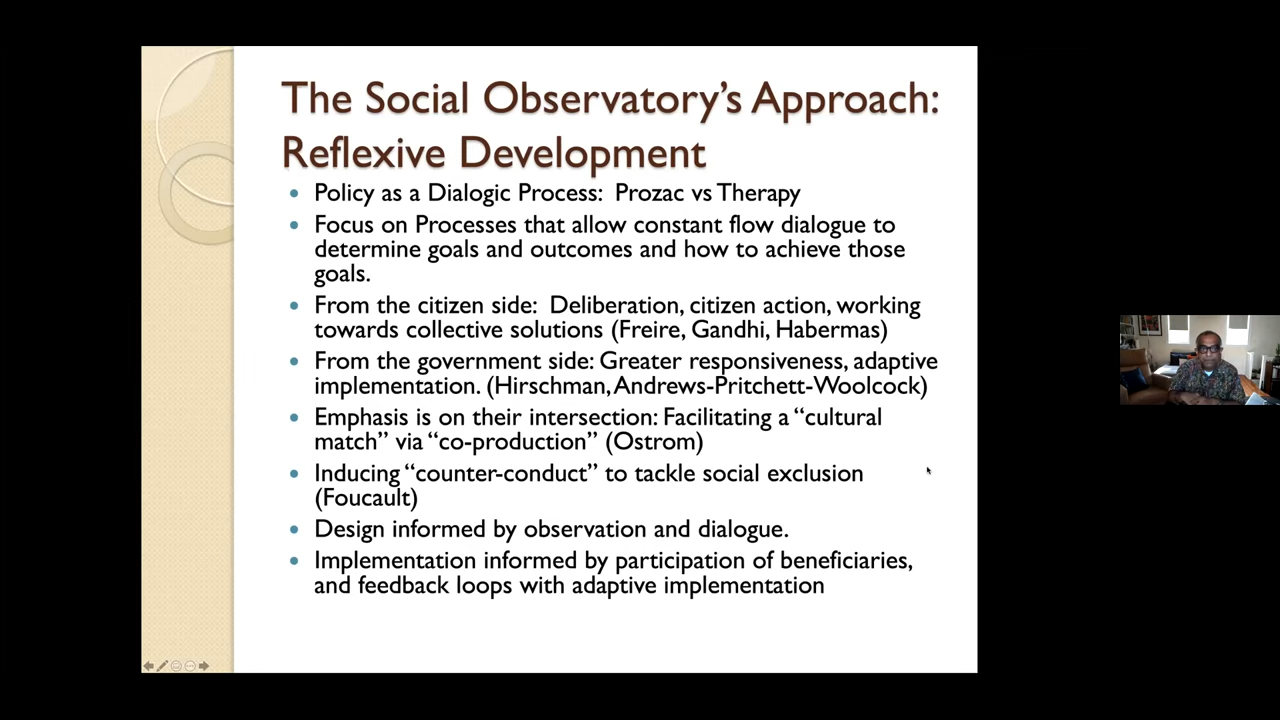 The Social Observatory's Approach:
Reflexive Development
• Policy as a Dialogic Process:  Prozac vs Therapy
• Focus on Processes that allow constant flow dialogue to
determine goals and outcomes and how to achieve those
goals.
• From the citizen side:  Deliberation, citizen action, working
towards collective solutions (Freire, Gandhi, Habermas)
• From the government side: Greater responsiveness, adaptive
implementation. (Hirschman, Andrews-Pritchett-Woolcock)
• Emphasis is on their intersection: Facilitating a “cultural
match” via “co-production” (Ostrom)
• Inducing “counter-conduct” to tackle social exclusion
(Foucault)
• Design informed by observation and dialogue.
• Implementation informed by participation of beneficiaries,
and feedback loops with adaptive implementation